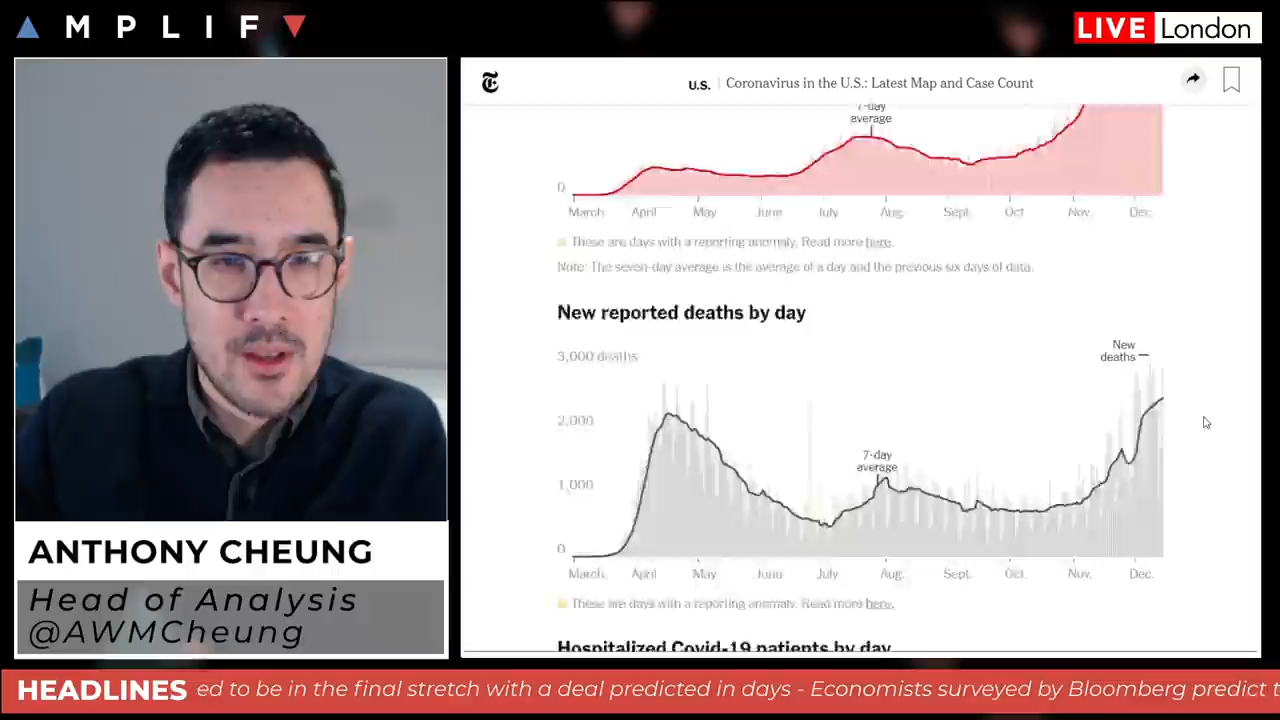 AMPLIFY
LIVE London
U.S. | Coronavirus in the U.S.: Latest Map and Case Count
7-day
average
0
March April May June July Aug. Sept. Oct. Nov. Dec.
These are days with a reporting anomaly. Read more here.
Note: The seven-day average is the average of a day and the previous six days of data.
New reported deaths by day
3,000 deaths
New
deaths
2,000
7-day
average
1,000
0
March April May June July Aug. Sept. Oct. Nov. Dec.
These are days with a reporting anomaly. Read more here.
Hospitalized Covid-19 patients by day
ANTHONY CHEUNG
Head of Analysis
@AWMCheung
HEADLINES ed to be in the final stretch with a deal predicted in days - Economists surveyed by Bloomberg predict t